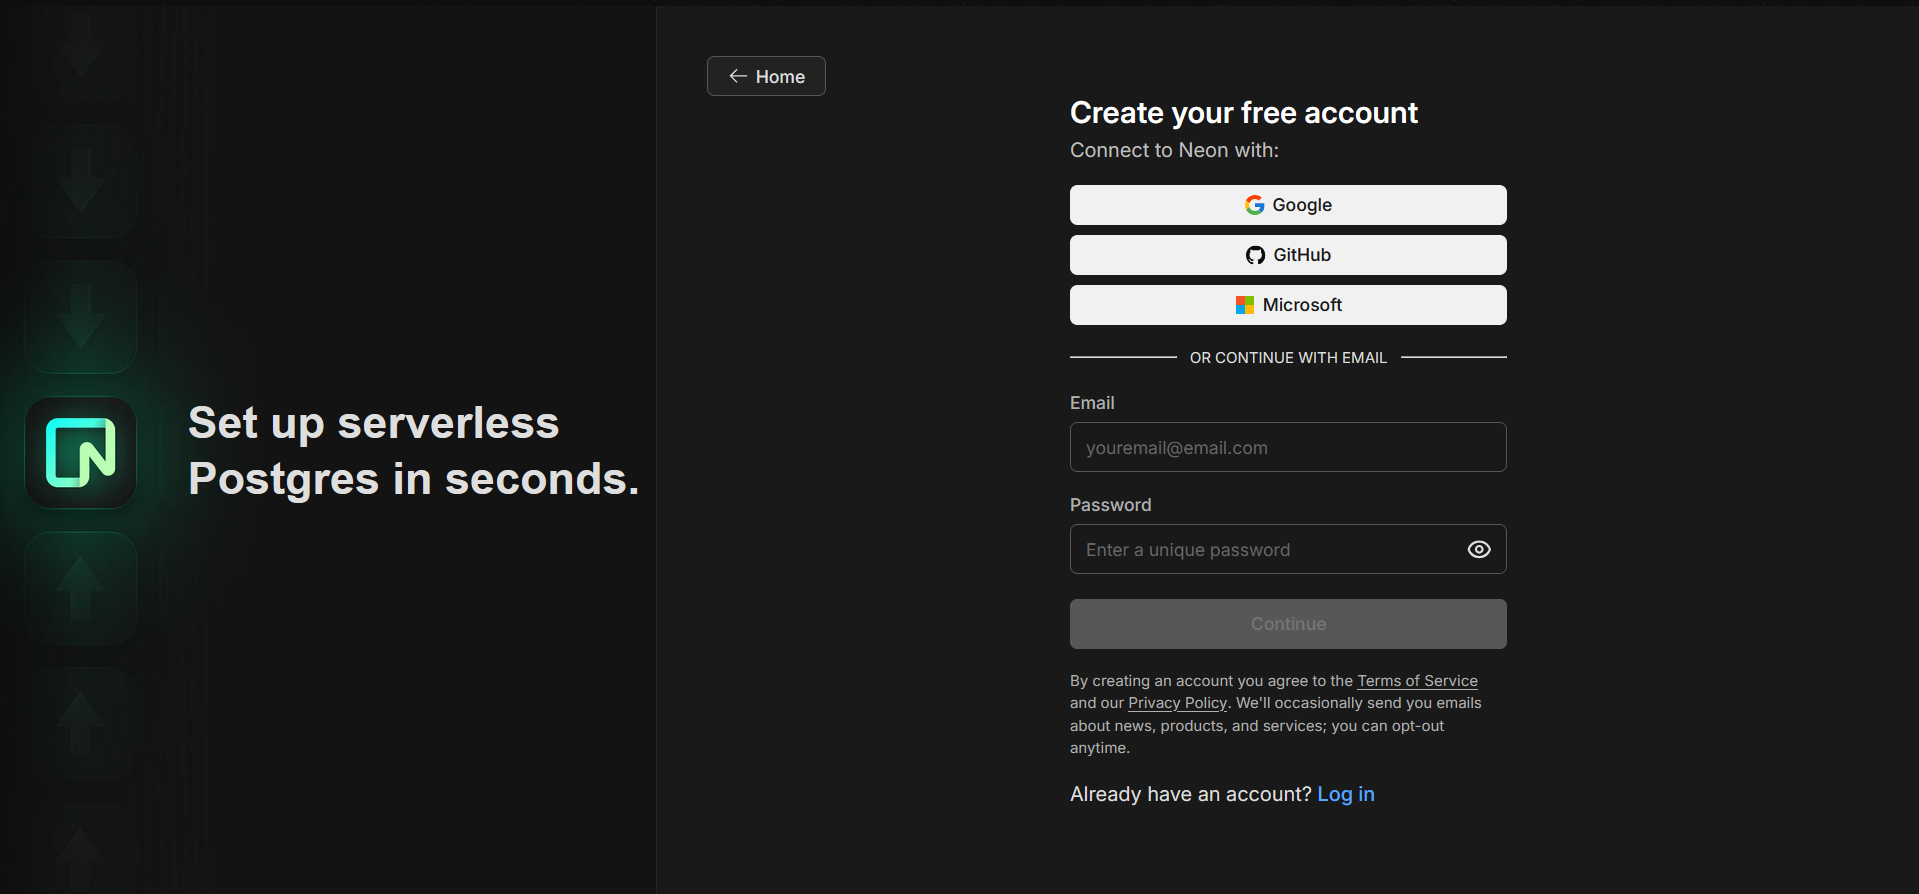 Home
Create your free account
Connect to Neon with:
Google
GitHub
Microsoft
OR CONTINUE WITH EMAIL
Email
youremail@email.com
Password
Enter a unique password
Continue
By creating an account you agree to the Terms of Service
and our Privacy Policy. We'll occasionally send you emails
about news, products, and services; you can opt-out
anytime.
Already have an account? Log in
Set up serverless
Postgres in seconds.